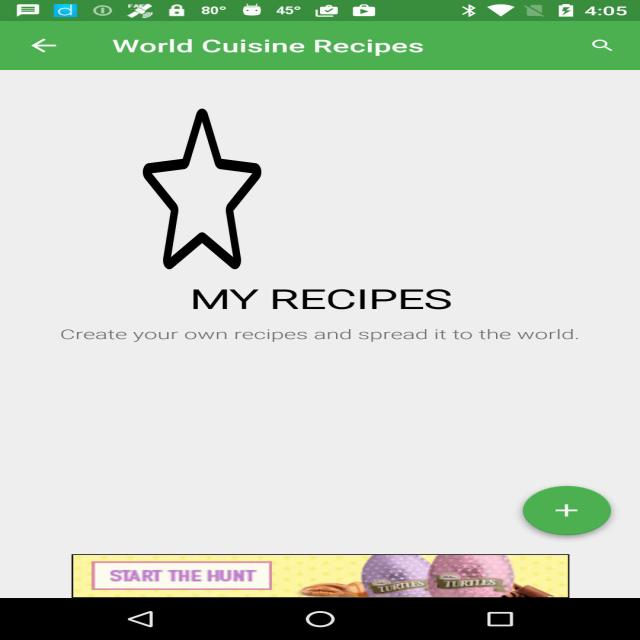 80° 45° 4:05
World Cuisine Recipes
MY RECIPES
Create your own recipes and spread it to the world.
START THE HUNT
TURTLES TURTLES